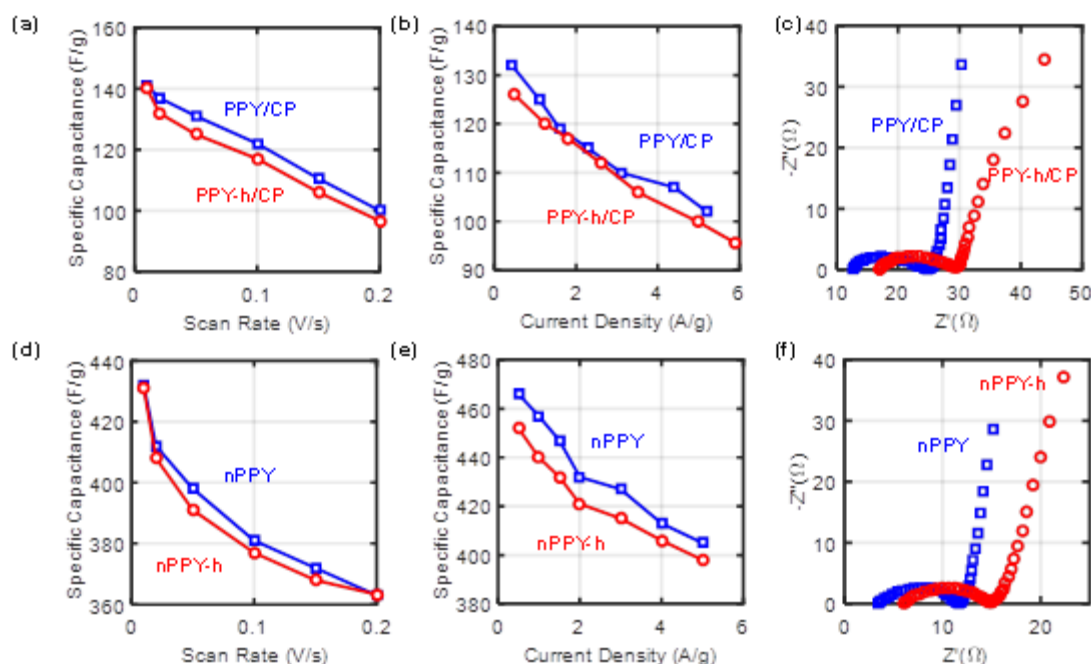 (a)
Specific Capacitance (F/g)
160
140
120
100
80
0
0.1
0.2
Scan Rate (V/s)
PPY/CP
PPY-h/CP
(b)
Specific Capacitance (F/g)
140
130
120
110
100
90
0
2
4
6
Current Density (A/g)
PPY/CP
PPY-h/CP
(c)
-Z"(Ω)
40
30
20
10
0
10
20
30
40
50
Z'(Ω)
PPY/CP
PPY-h/CP
(d)
Specific Capacitance (F/g)
440
420
400
380
360
0
0.1
0.2
Scan Rate (V/s)
nPPY
nPPY-h
(e)
Specific Capacitance (F/g)
480
460
440
420
400
380
0
2
4
6
Current Density (A/g)
nPPY
nPPY-h
(f)
-Z"(Ω)
40
30
20
10
0
0
10
20
Z'(Ω)
nPPY
nPPY-h